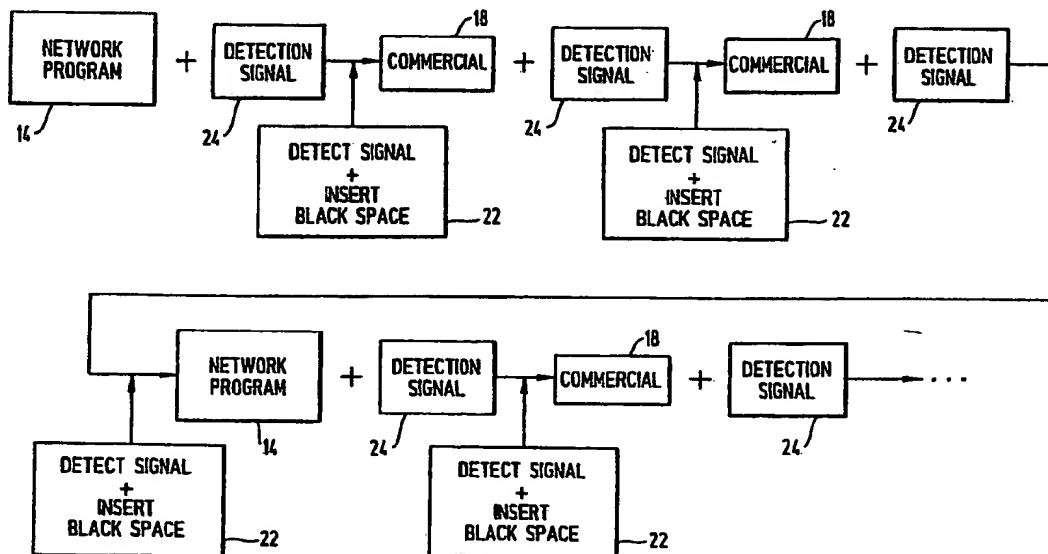 18
18
NETWORK
PROGRAM
+
DETECTION
SIGNAL
COMMERCIAL
+
DETECTION
SIGNAL
COMMERCIAL
+
DETECTION
SIGNAL
14
24
24
24
DETECT SIGNAL
+
INSERT
BLACK SPACE
22
DETECT SIGNAL
+
INSERT
BLACK SPACE
22
18
NETWORK
PROGRAM
+
DETECTION
SIGNAL
COMMERCIAL
+
DETECTION
SIGNAL
...
14
24
24
DETECT SIGNAL
+
INSERT
BLACK SPACE
22
DETECT SIGNAL
+
INSERT
BLACK SPACE
22